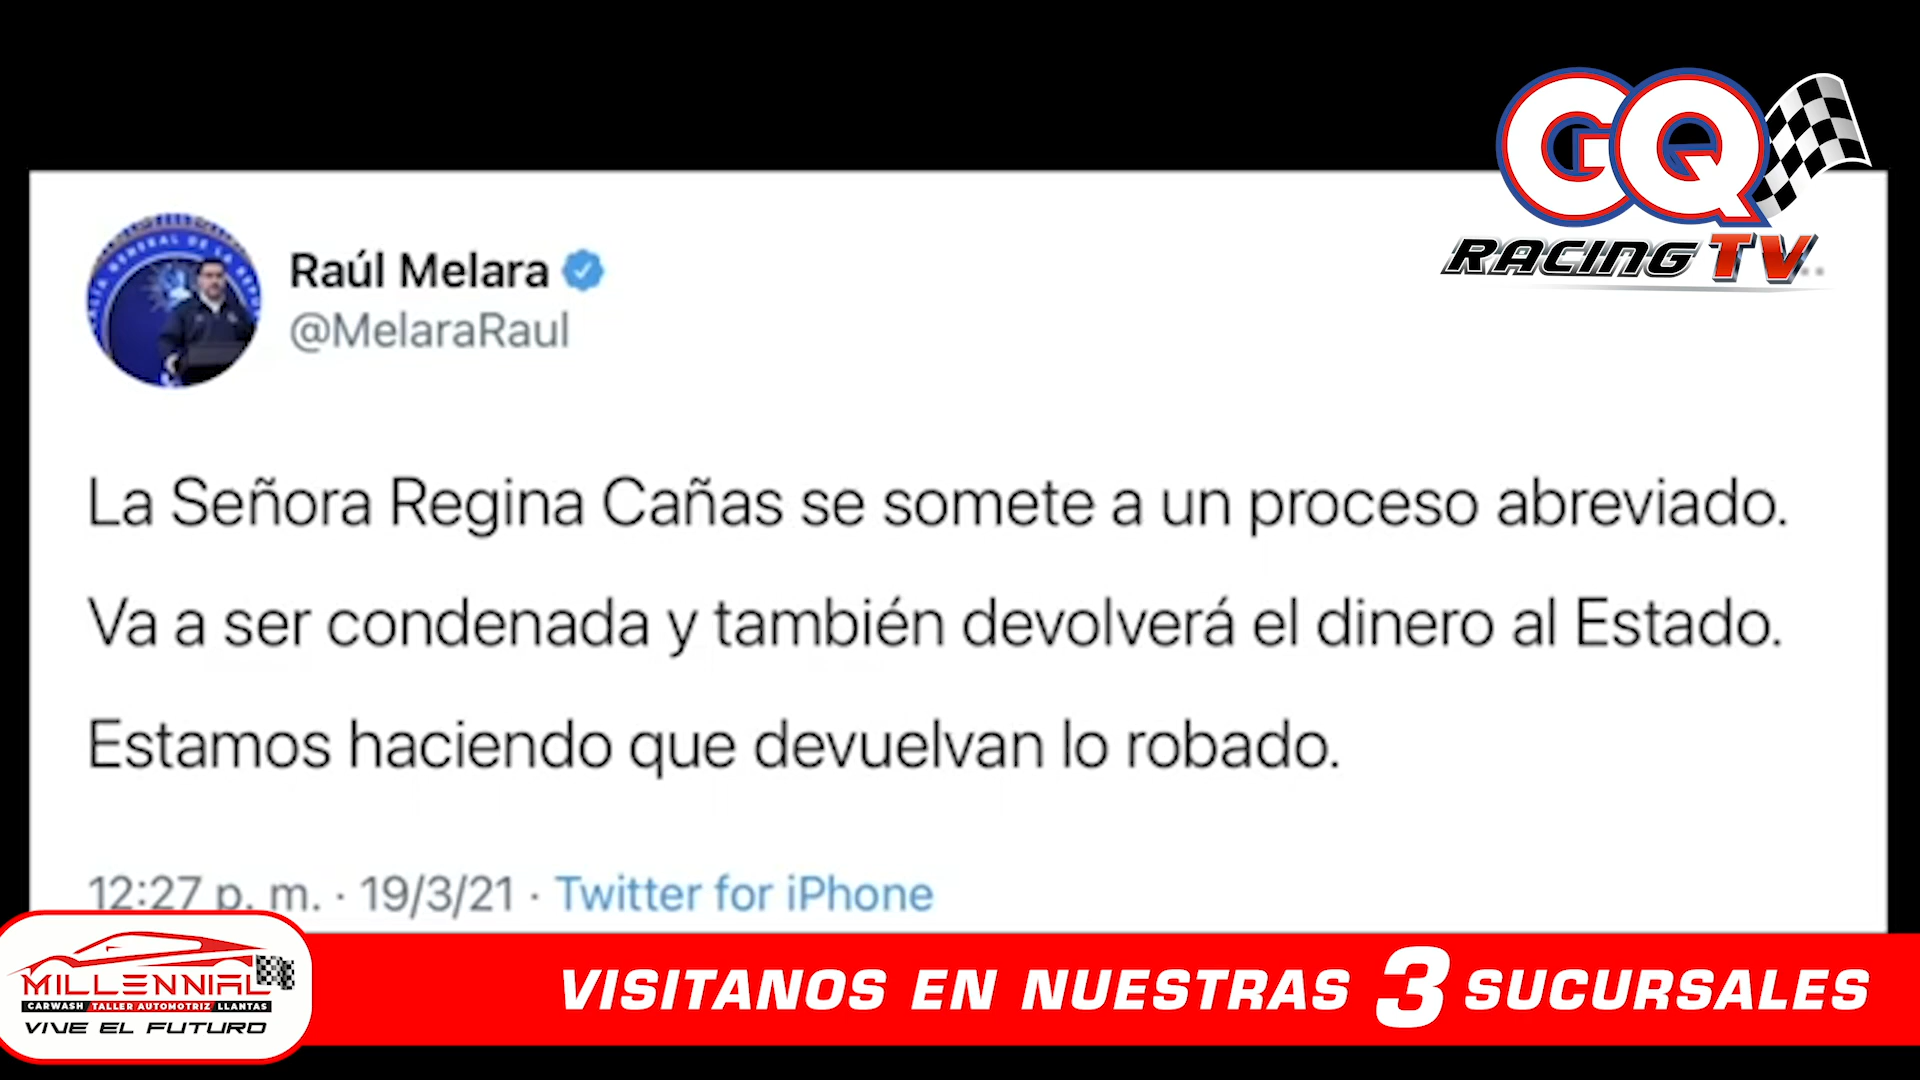 GQ
RACING TV
Raúl Melara
@MelaraRaul
La Señora Regina Cañas se somete a un proceso abreviado.
Va a ser condenada y también devolverá el dinero al Estado.
Estamos haciendo que devuelvan lo robado.
12:27 p. m. · 19/3/21 · Twitter for iPhone
MILLENNIAL
CARWASH TALLER AUTOMOTRIZ LLANTAS
VIVE EL FUTURO
VISITANOS EN NUESTRAS 3 SUCURSALES